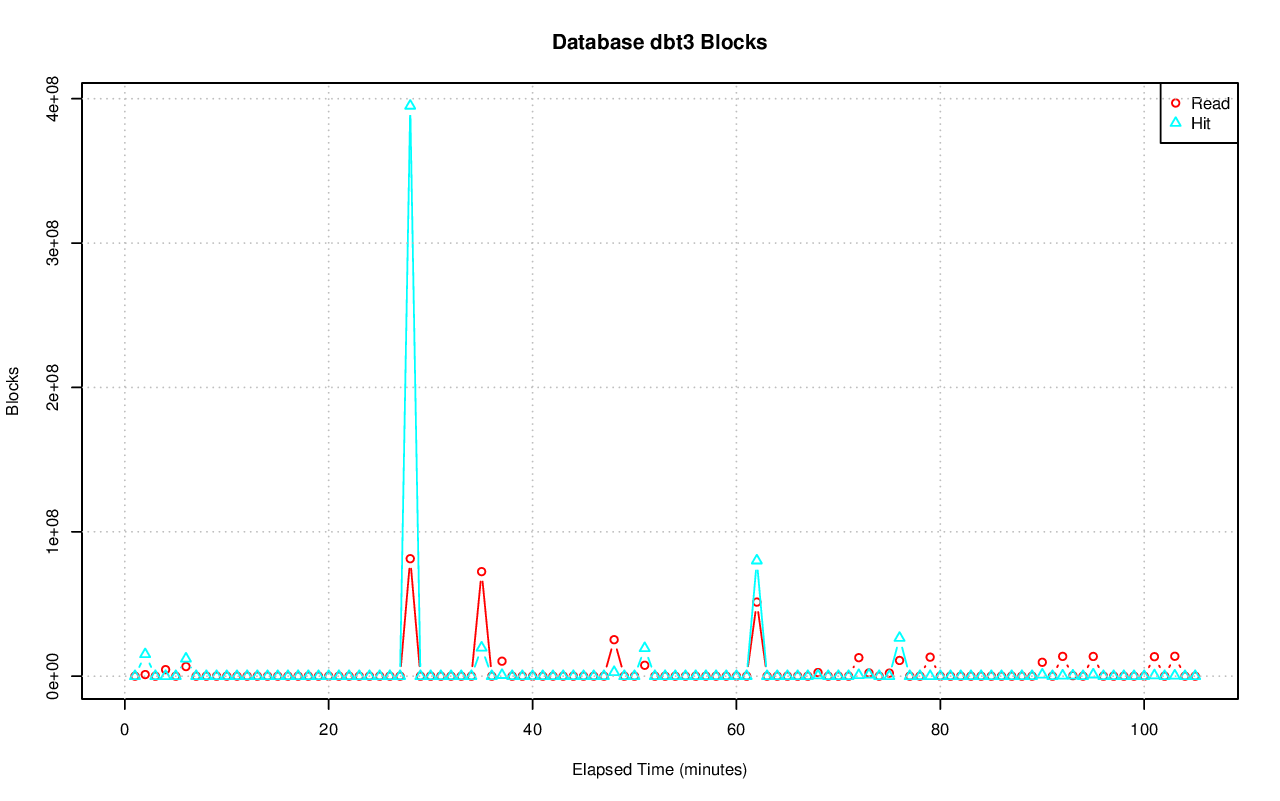 Database dbt3 Blocks
Read
Hit
Blocks
4e+08
3e+08
2e+08
1e+08
0e+00
0 20 40 60 80 100
Elapsed Time (minutes)